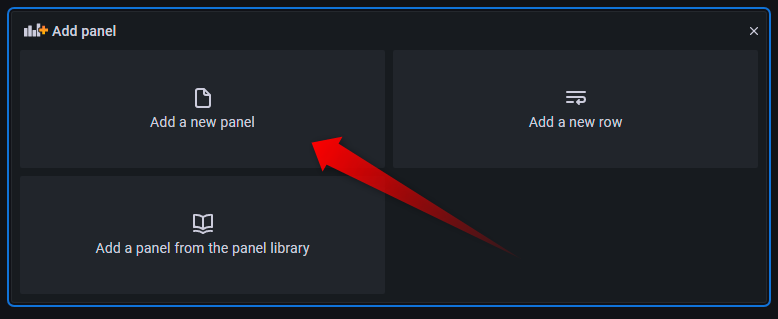 Add panel
Add a new panel
Add a new row
Add a panel from the panel library